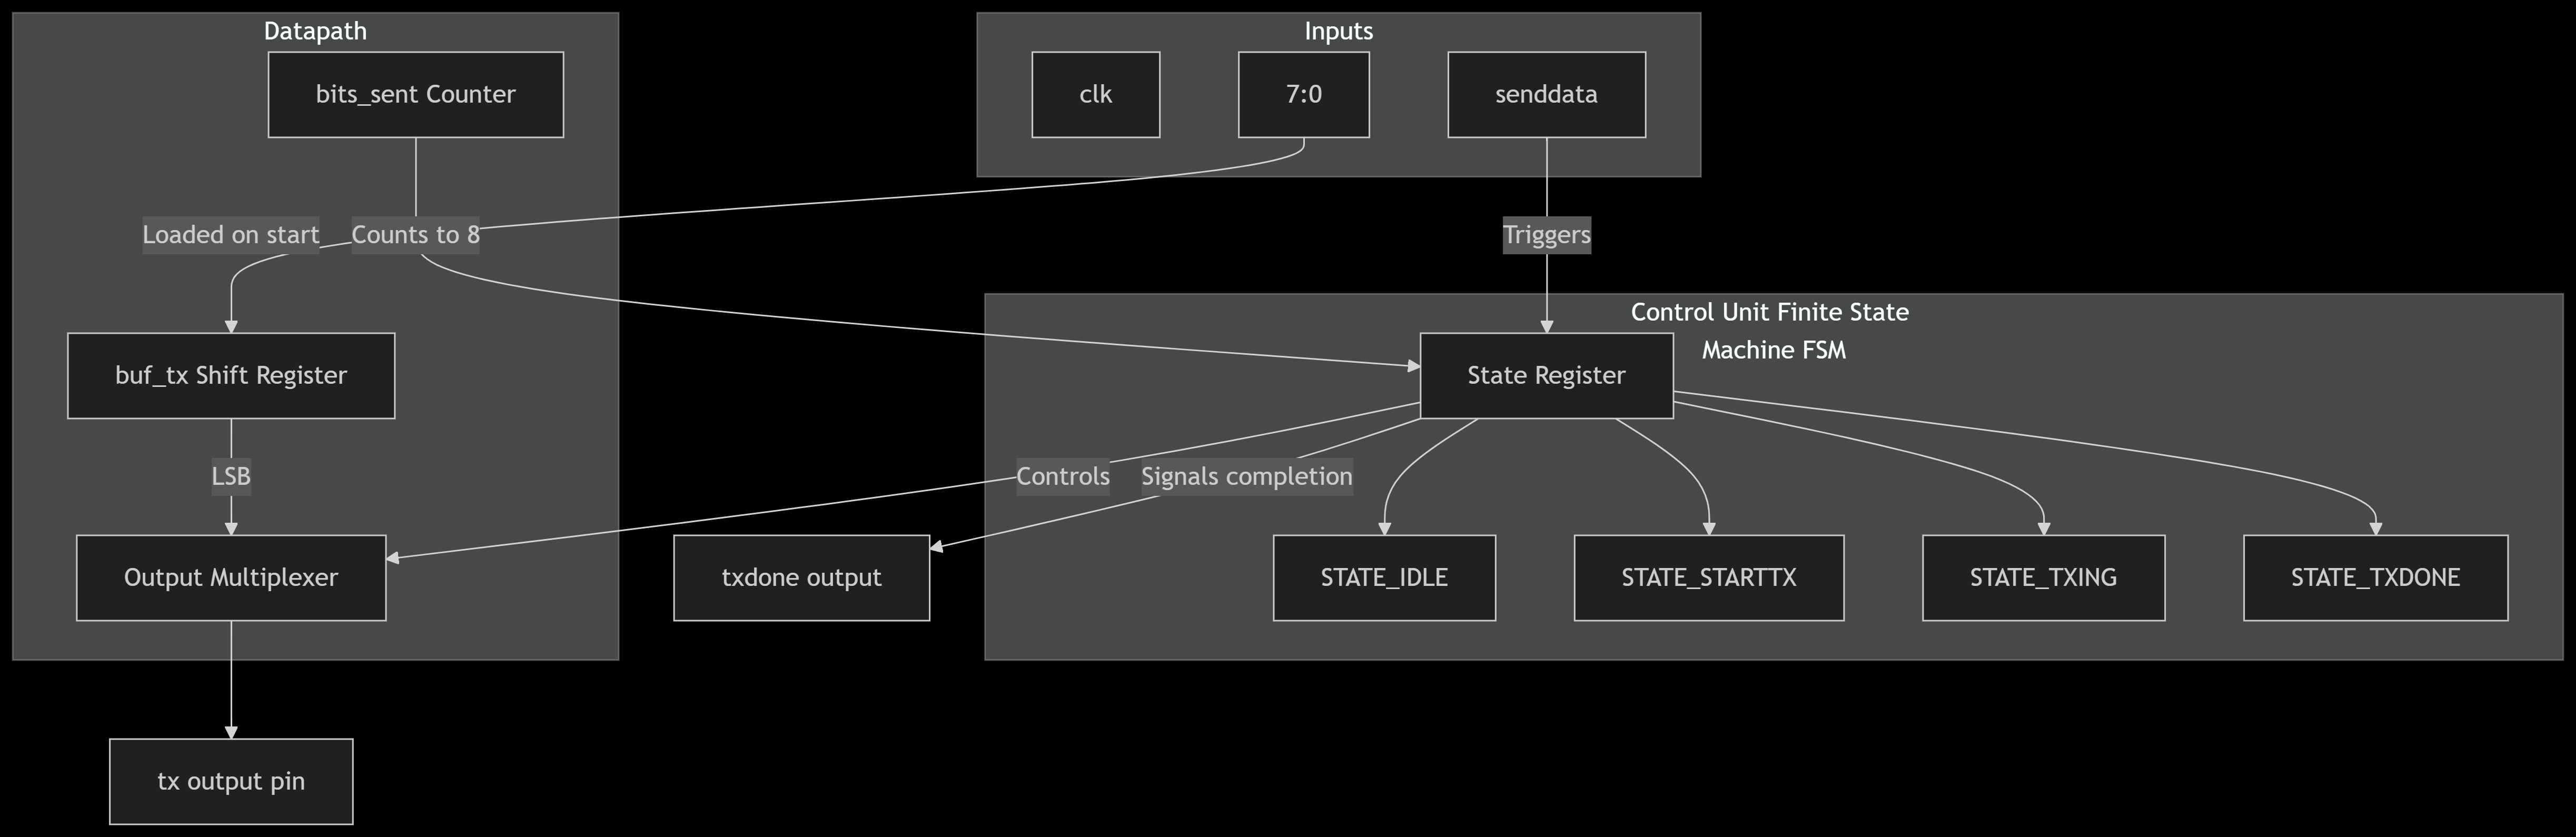 Datapath
Inputs
bits_sent Counter
clk
7:0
senddata
Loaded on start
Counts to 8
Triggers
Control Unit Finite State
Machine FSM
buf_tx Shift Register
State Register
LSB
Controls
Signals completion
Output Multiplexer
txdone output
STATE_IDLE
STATE_STARTTX
STATE_TXING
STATE_TXDONE
tx output pin